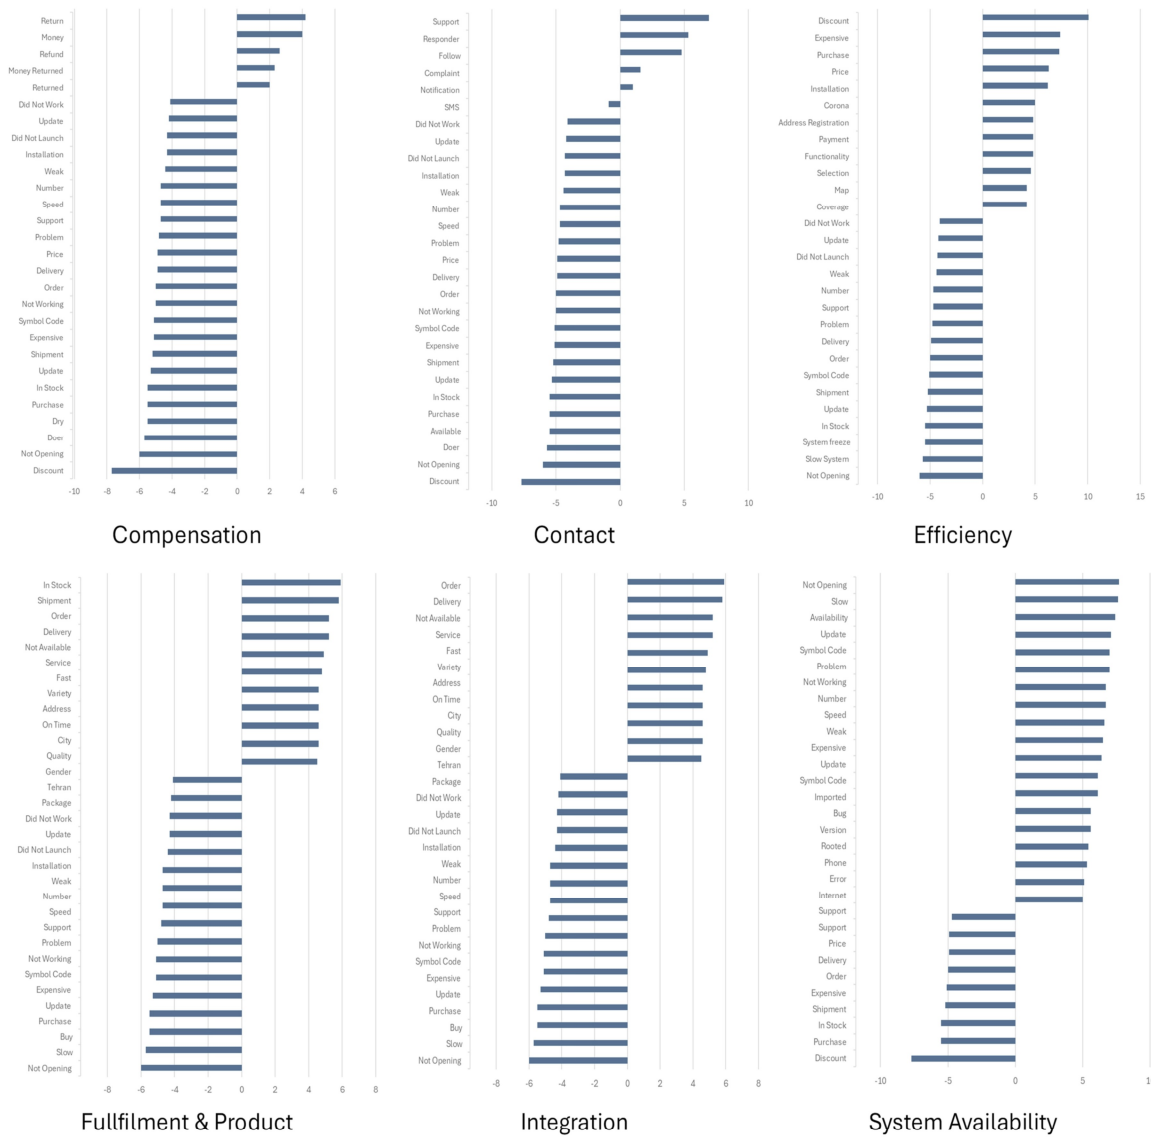 Return
Money
Refund
Money Returned
Returned
Did Not Work
Update
Did Not Launch
Installation
Weak
Number
Speed
Support
Problem
Price
Delivery
Order
Not Working
Symbol Code
Expensive
Shipment
Update
In Stock
Purchase
Dry
Doer
Not Opening
Discount
-10 -8 -6 -4 -2 0 2 4 6
Compensation
Support
Responder
Follow
Complaint
Notification
SMS
Did Not Work
Update
Did Not Launch
Installation
Weak
Number
Speed
Problem
Price
Delivery
Order
Not Working
Symbol Code
Expensive
Shipment
Update
In Stock
Purchase
Available
Doer
Not Opening
Discount
-10 -5 0 5 10
Contact
Discount
Expensive
Purchase
Price
Installation
Corona
Address Registration
Payment
Functionality
Selection
Map
Coverage
Did Not Work
Update
Did Not Launch
Weak
Number
Support
Problem
Delivery
Order
Symbol Code
Shipment
Update
In Stock
System freeze
Slow System
Not Opening
-10 -5 0 5 10 15
Efficiency
In Stock
Shipment
Order
Delivery
Not Available
Service
Fast
Variety
Address
On Time
City
Quality
Gender
Tehran
Package
Did Not Work
Update
Did Not Launch
Installation
Weak
Number
Speed
Support
Problem
Not Working
Symbol Code
Expensive
Update
Purchase
Buy
Slow
Not Opening
-8 -6 -4 -2 0 2 4 6 8
Fullfilment & Product
Order
Delivery
Not Available
Service
Fast
Variety
Address
On Time
City
Quality
Gender
Tehran
Package
Did Not Work
Update
Did Not Launch
Installation
Weak
Number
Speed
Support
Problem
Not Working
Symbol Code
Expensive
Update
Purchase
Buy
Slow
Not Opening
-8 -6 -4 -2 0 2 4 6 8
Integration
Not Opening
Slow
Availability
Update
Symbol Code
Problem
Not Working
Number
Speed
Weak
Expensive
Update
Symbol Code
Imported
Bug
Version
Rooted
Phone
Error
Internet
Support
Support
Price
Delivery
Order
Expensive
Shipment
In Stock
Purchase
Discount
-10 -5 0 5 1
System Availability